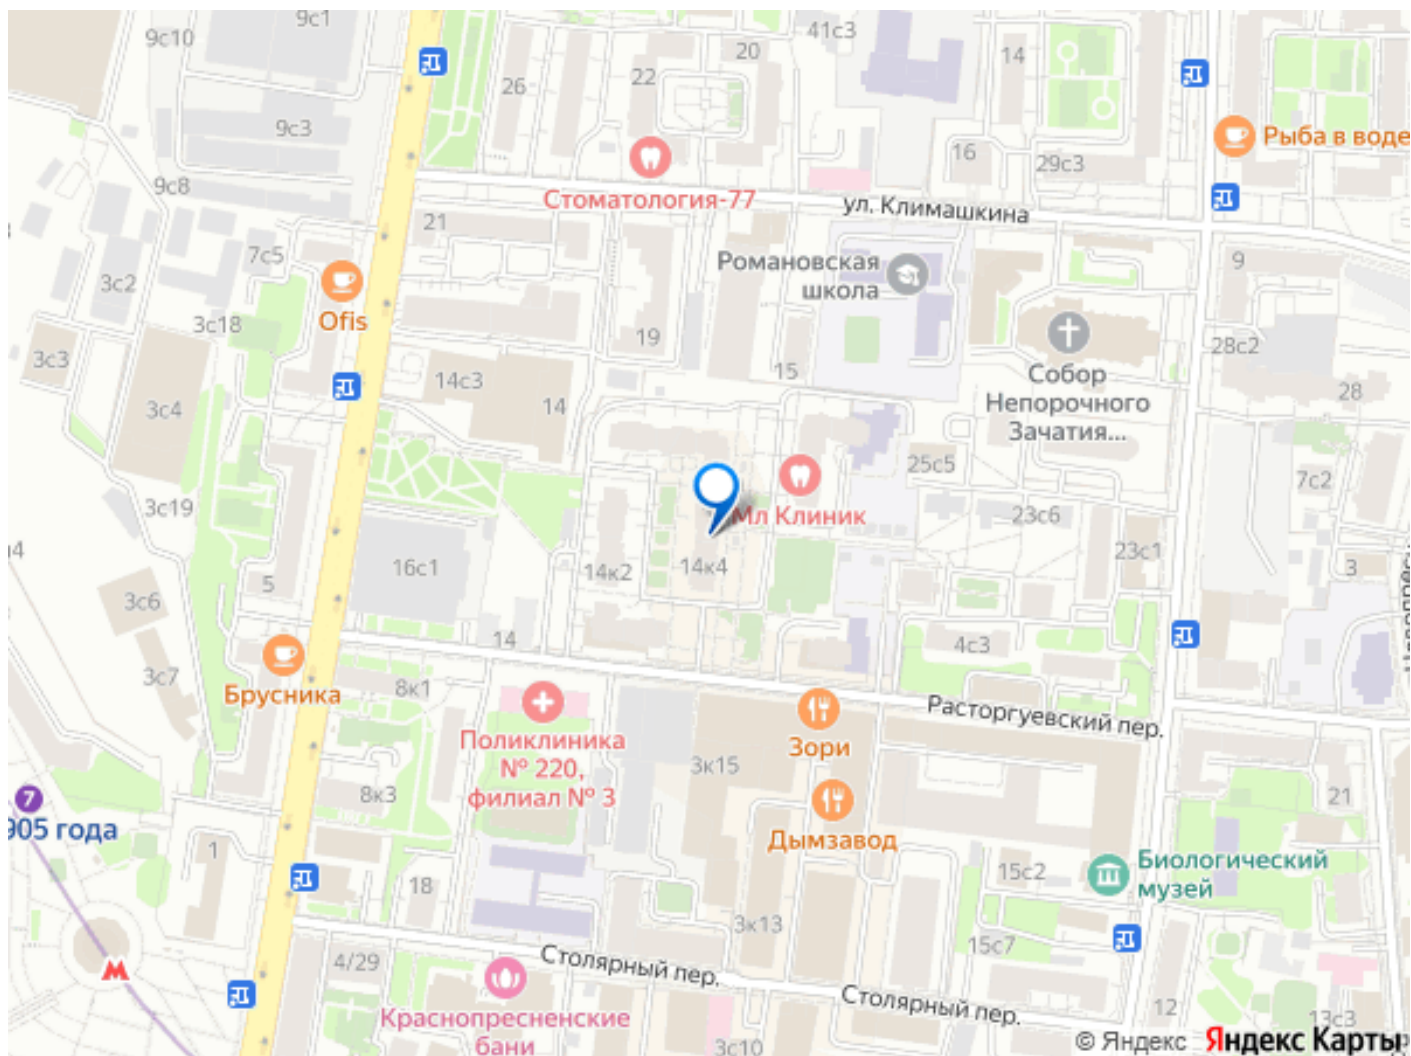 9с1
9с10
41с3
20
14
22
26
9с3
Рыба в воде
16
29с3
9с8
Стоматология-77
ул. Климашкина
21
7с5
Романовская
школа
9
3с2
Ofis
3с18
19
28с2
3с3
15
14с3
Собор
Непорочного
Зачатия...
28
3с4
14
25с5
7с2
3с19
Мл Клиник
23с6
23с1
14к2
14к4
16с1
5
3
3с6
14
4с3
3с7
Брусника
8к1
Расторгуевский пер.
Поликлиника
№ 220,
филиал № 3
Зори
3к15
8к3
21
7
905 года
Дымзавод
1
Биологический
музей
15с2
18
3к13
15с7
4/29
Столярный пер.
Столярный пер.
12
13с3
Краснопресненские
бани
3с10
© Яндекс Яндекс Карты